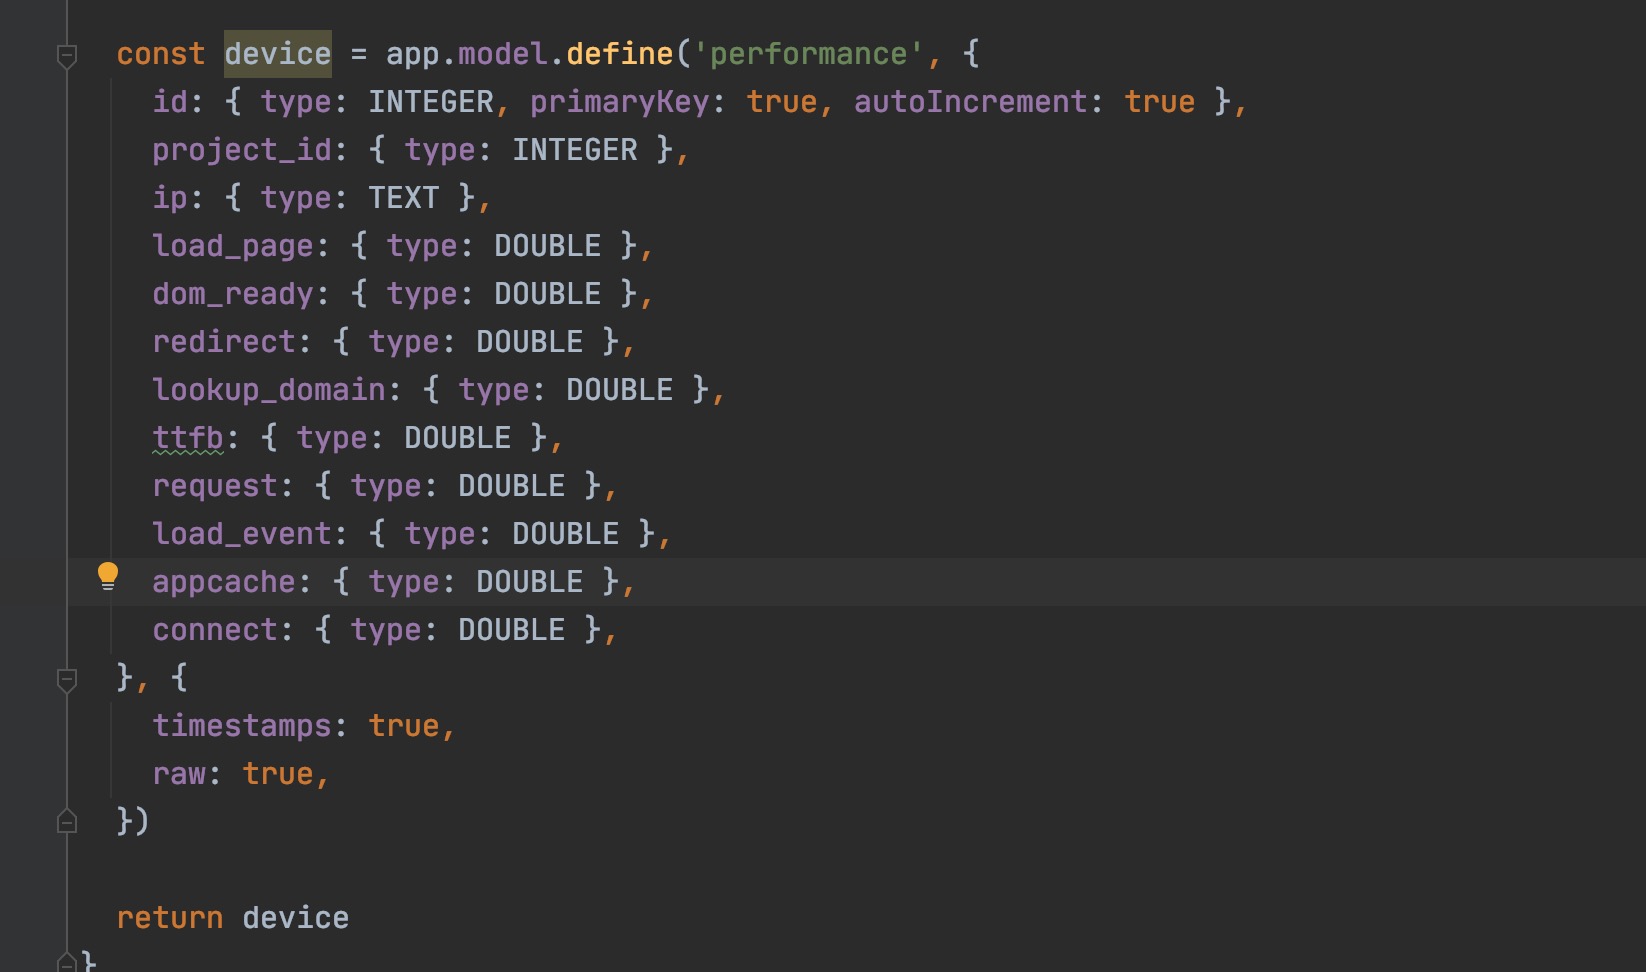 const device = app.model.define('performance', {
id: { type: INTEGER, primaryKey: true, autoIncrement: true },
project_id: { type: INTEGER },
ip: { type: TEXT },
load_page: { type: DOUBLE },
dom_ready: { type: DOUBLE },
redirect: { type: DOUBLE },
lookup_domain: { type: DOUBLE },
ttfb: { type: DOUBLE },
request: { type: DOUBLE },
load_event: { type: DOUBLE },
appcache: { type: DOUBLE },
connect: { type: DOUBLE },
}, {
timestamps: true,
raw: true,
})
return device
}